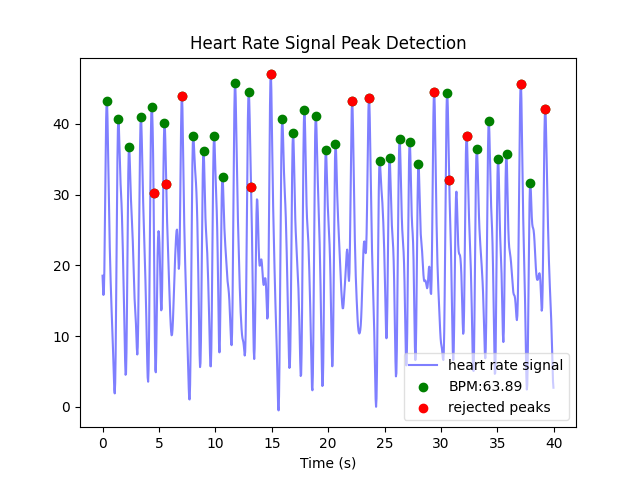 Heart Rate Signal Peak Detection
40
30
20
10
0
0 5 10 15 20 25 30 35 40
Time (s)
heart rate signal
BPM:63.89
rejected peaks